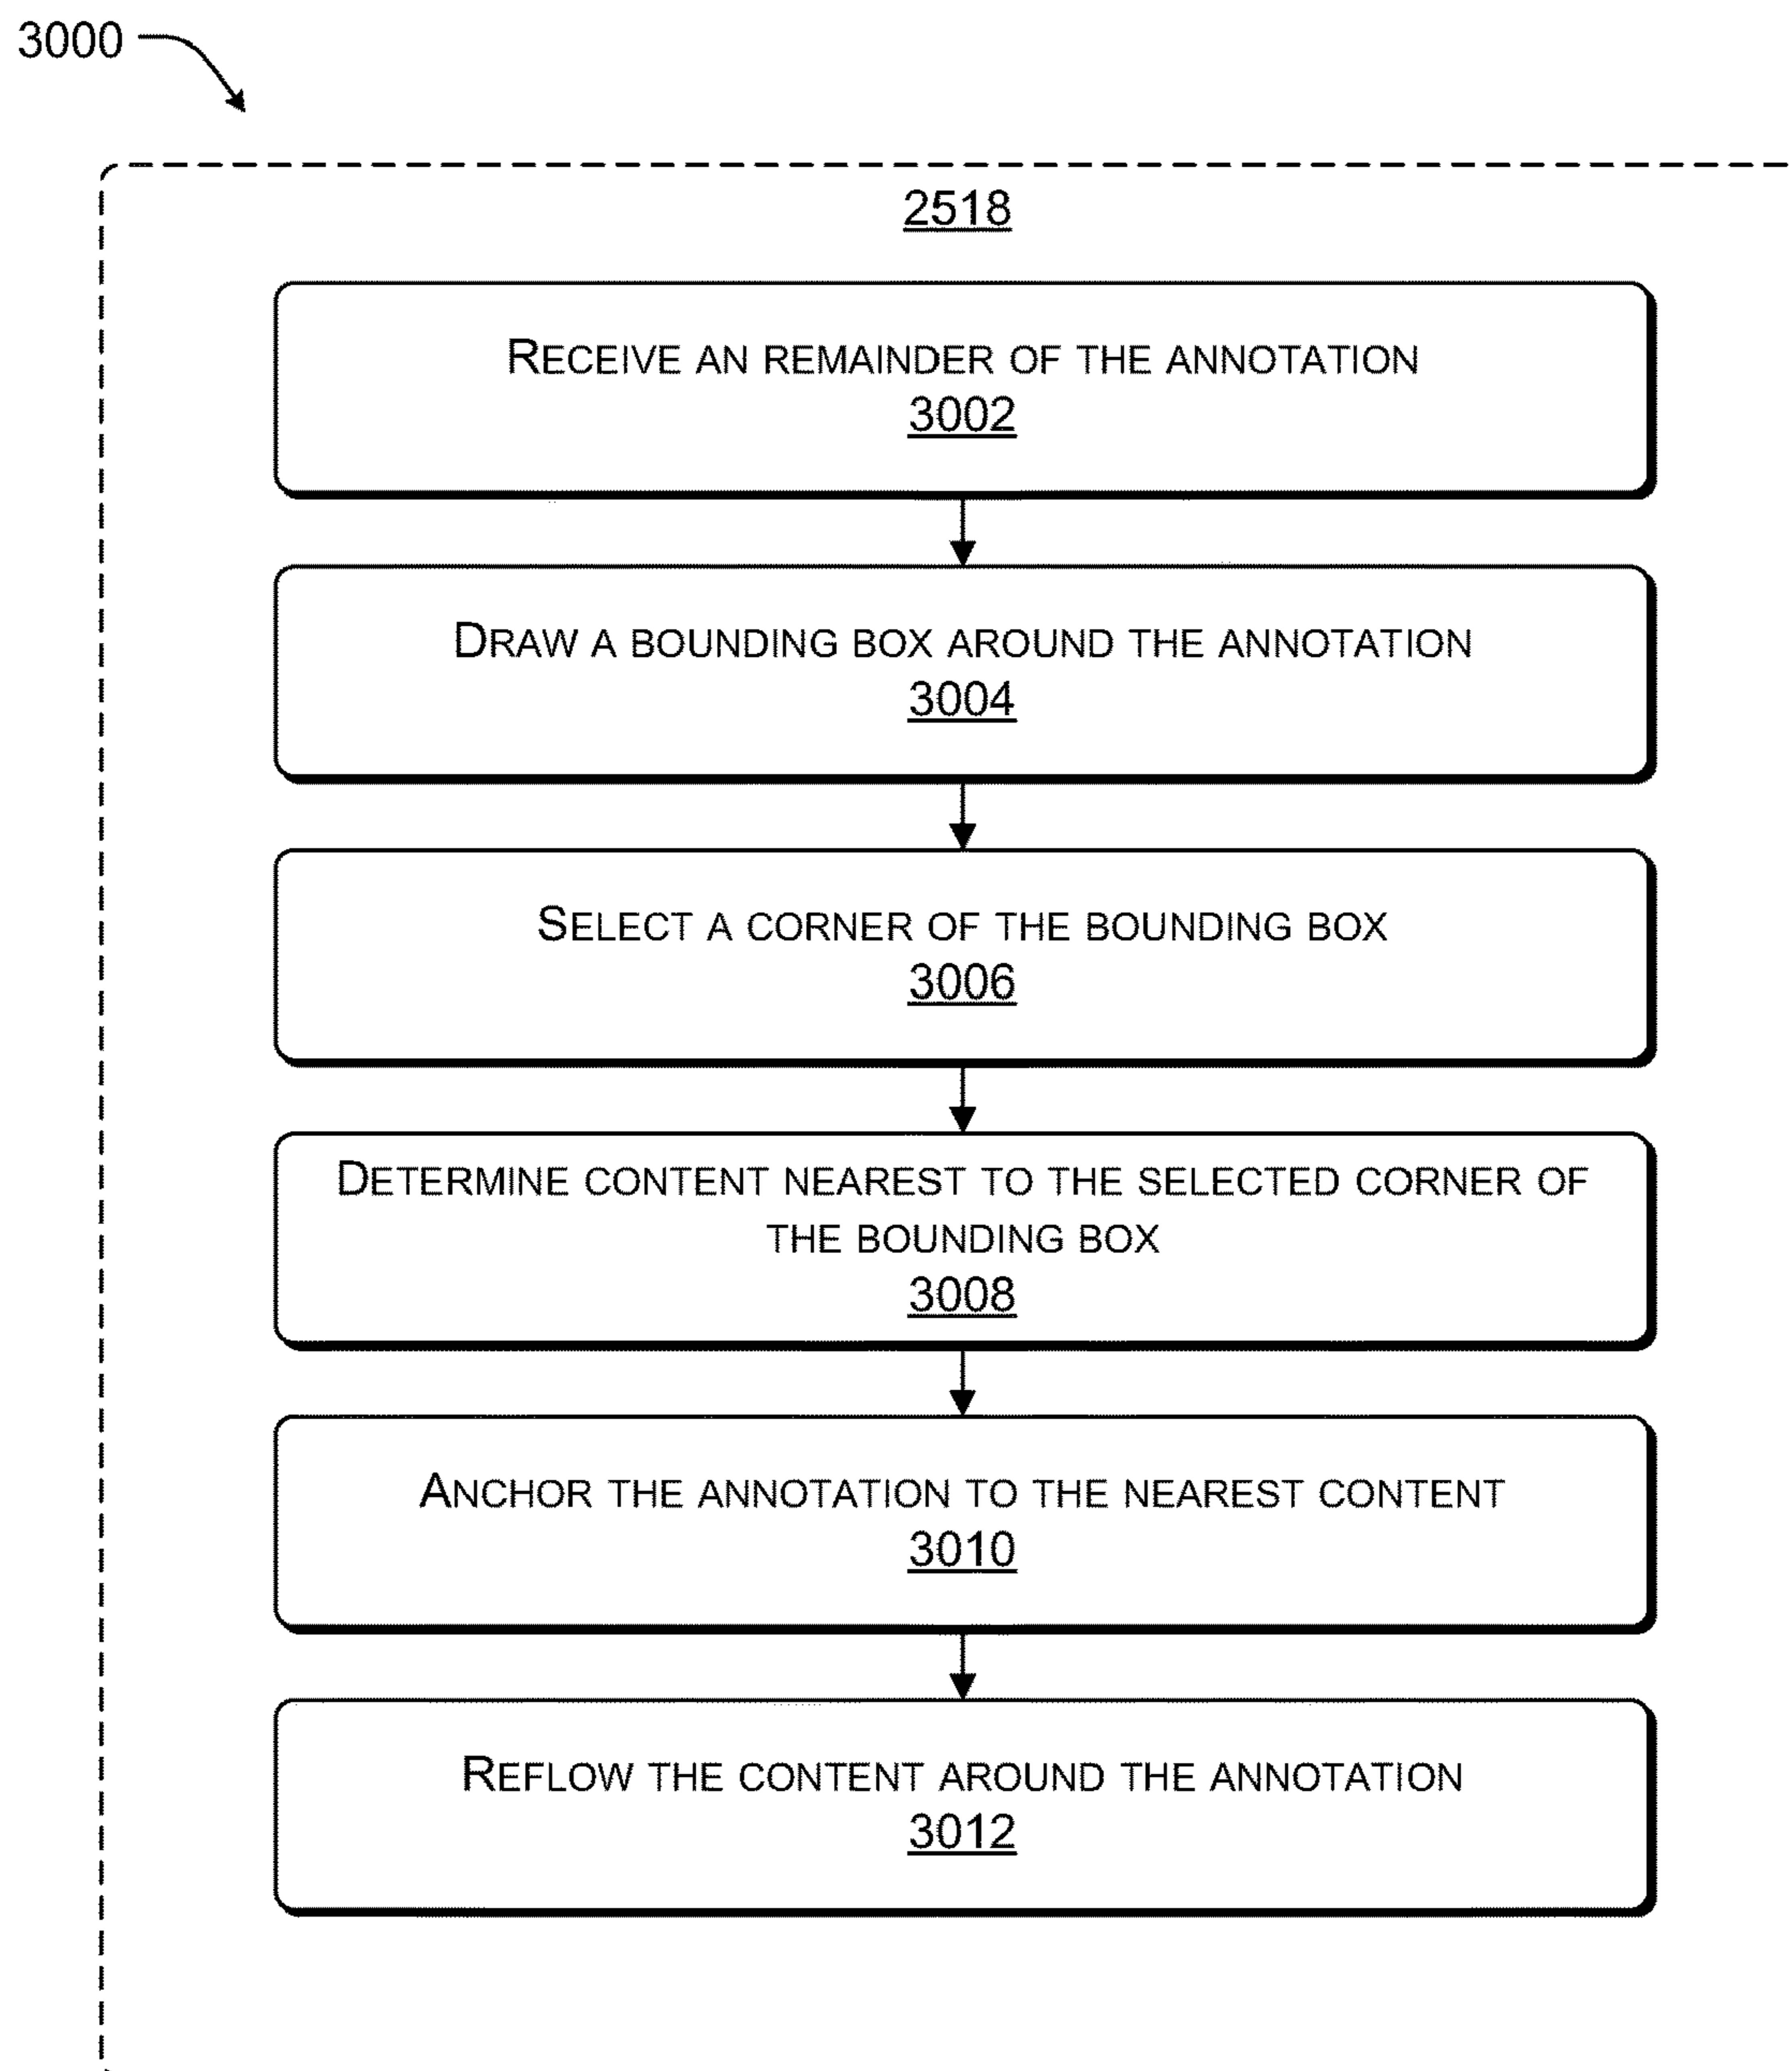 3000
2518
RECEIVE AN REMAINDER OF THE ANNOTATION
3002
DRAW A BOUNDING BOX AROUND THE ANNOTATION
3004
SELECT A CORNER OF THE BOUNDING BOX
3006
DETERMINE CONTENT NEAREST TO THE SELECTED CORNER OF
THE BOUNDING BOX
3008
ANCHOR THE ANNOTATION TO THE NEAREST CONTENT
3010
REFLOW THE CONTENT AROUND THE ANNOTATION
3012